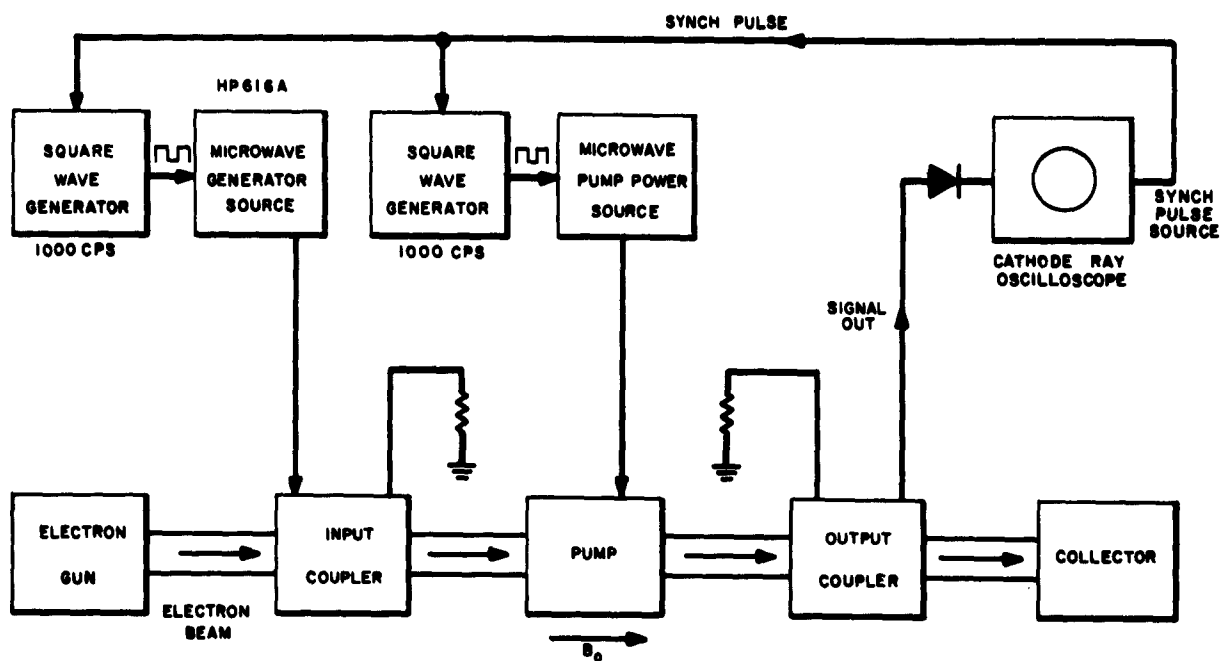 SYNCH PULSE
HP616A
SQUARE
WAVE
GENERATOR
1000 CPS
MICROWAVE
GENERATOR
SOURCE
SQUARE
WAVE
GENERATOR
1000 CPS
MICROWAVE
PUMP POWER
SOURCE
SYNCH
PULSE
SOURCE
CATHODE RAY
OSCILLOSCOPE
SIGNAL
OUT
ELECTRON
GUN
ELECTRON
BEAM
INPUT
COUPLER
PUMP
B0
OUTPUT
COUPLER
COLLECTOR